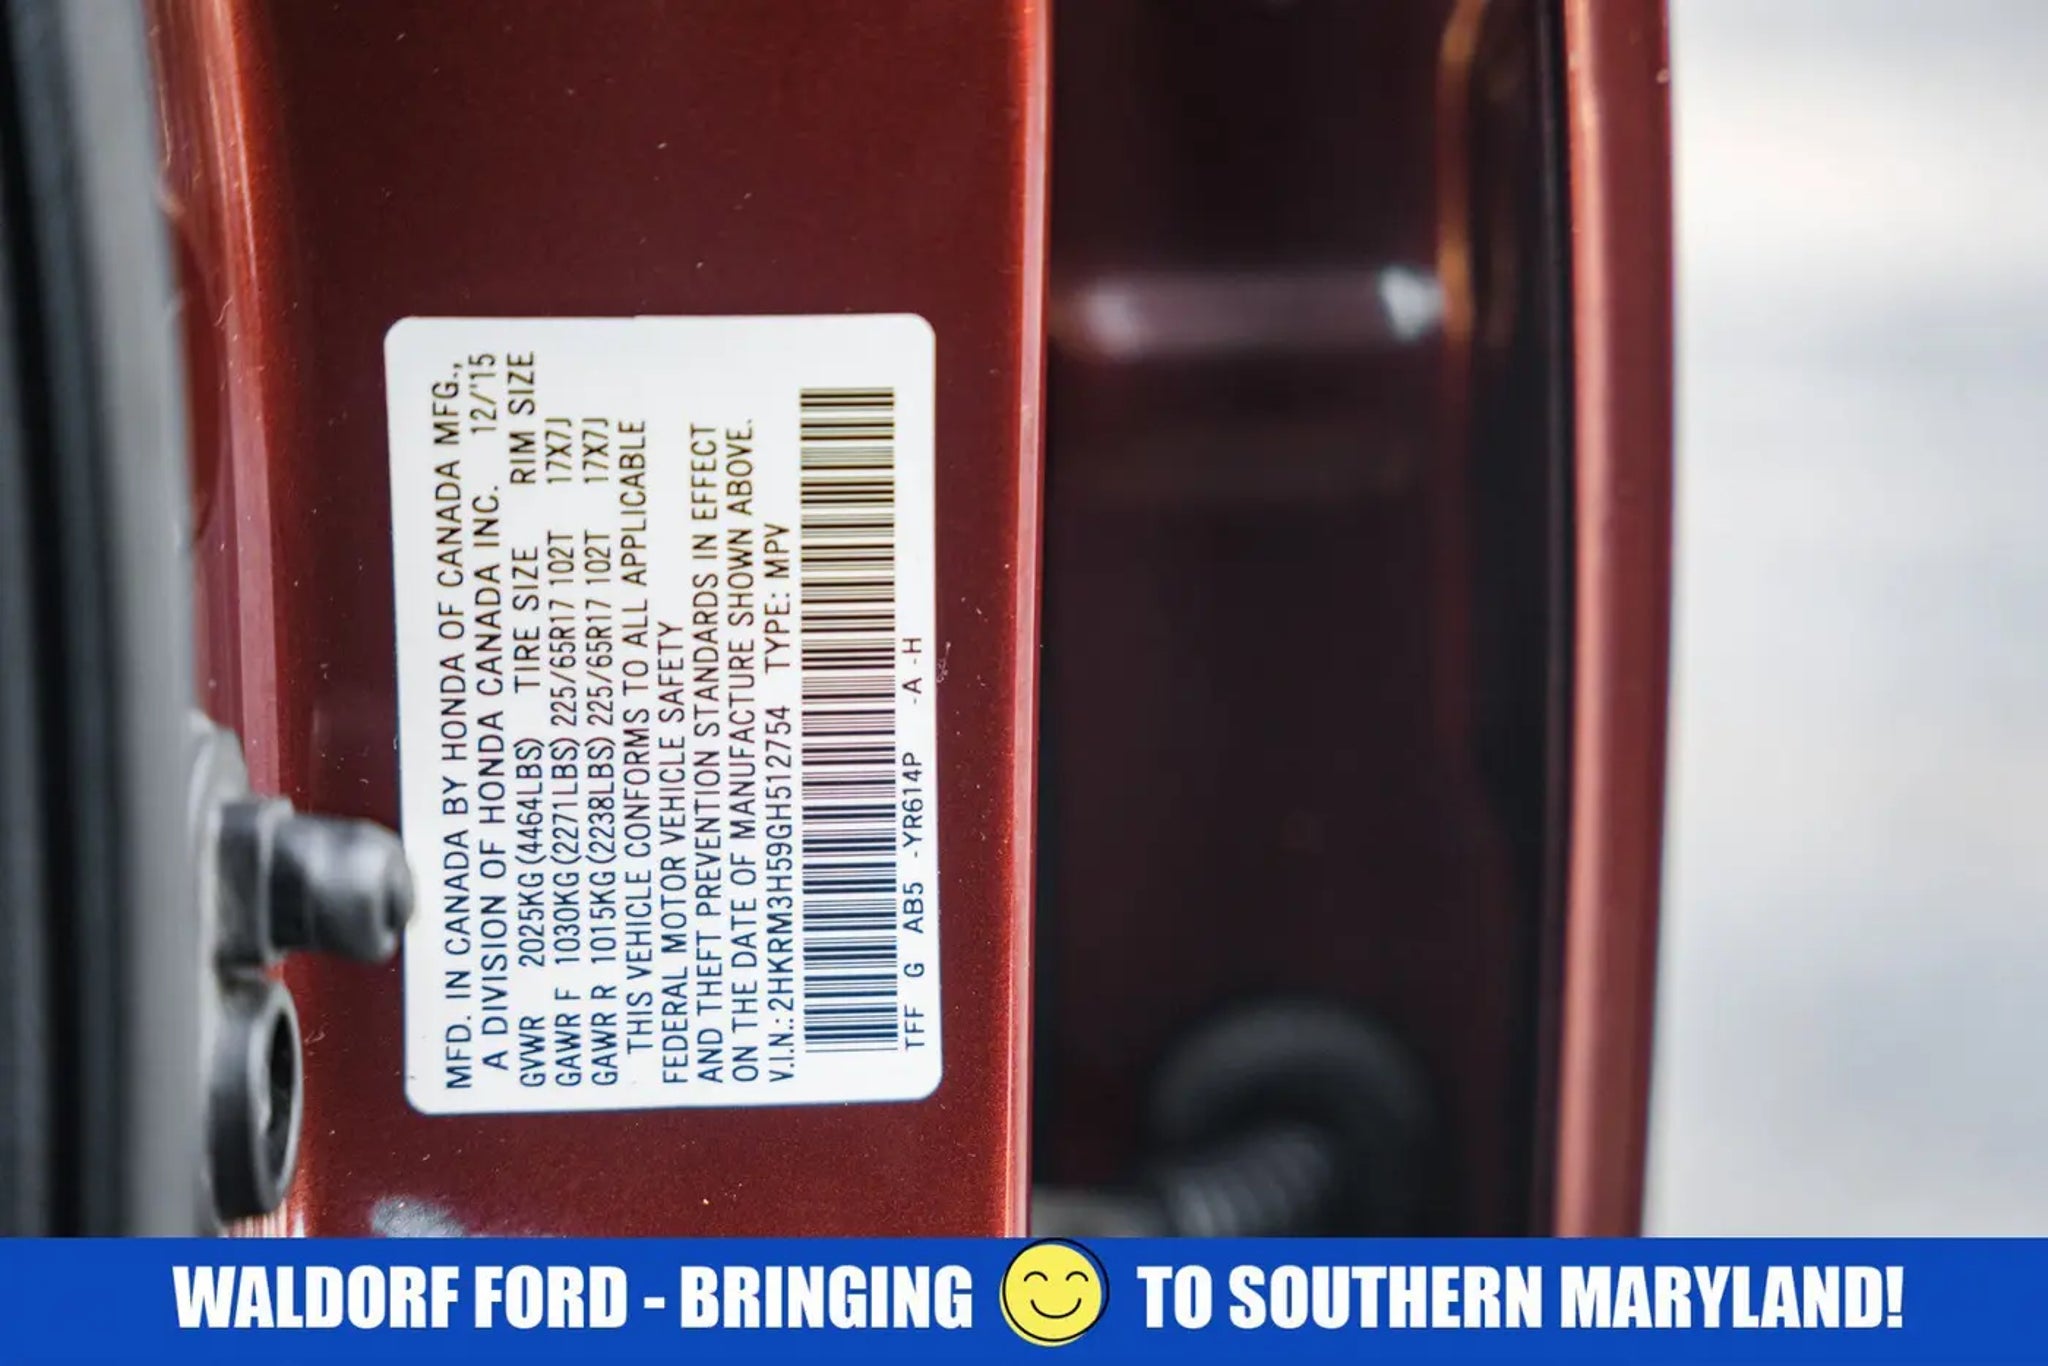 MFD. IN CANADA BY HONDA OF CANADA MFG.,
A DIVISION OF HONDA CANADA INC. 12/'15
GVWR 2025KG (4464LBS) TIRE SIZE RIM SIZE
GAWR F 1030KG (2271LBS) 225/65R17 102T 17X7J
GAWR R 1015KG (2238LBS) 225/65R17 102T 17X7J
THIS VEHICLE CONFORMS TO ALL APPLICABLE
FEDERAL MOTOR VEHICLE SAFETY
AND THEFT PREVENTION STANDARDS IN EFFECT
ON THE DATE OF MANUFACTURE SHOWN ABOVE.
V.I.N.: 2HKRM3H59GH512754 TYPE: MPV
TFF G AB5 -YR614P -A -H
WALDORF FORD - BRINGING TO SOUTHERN MARYLAND!